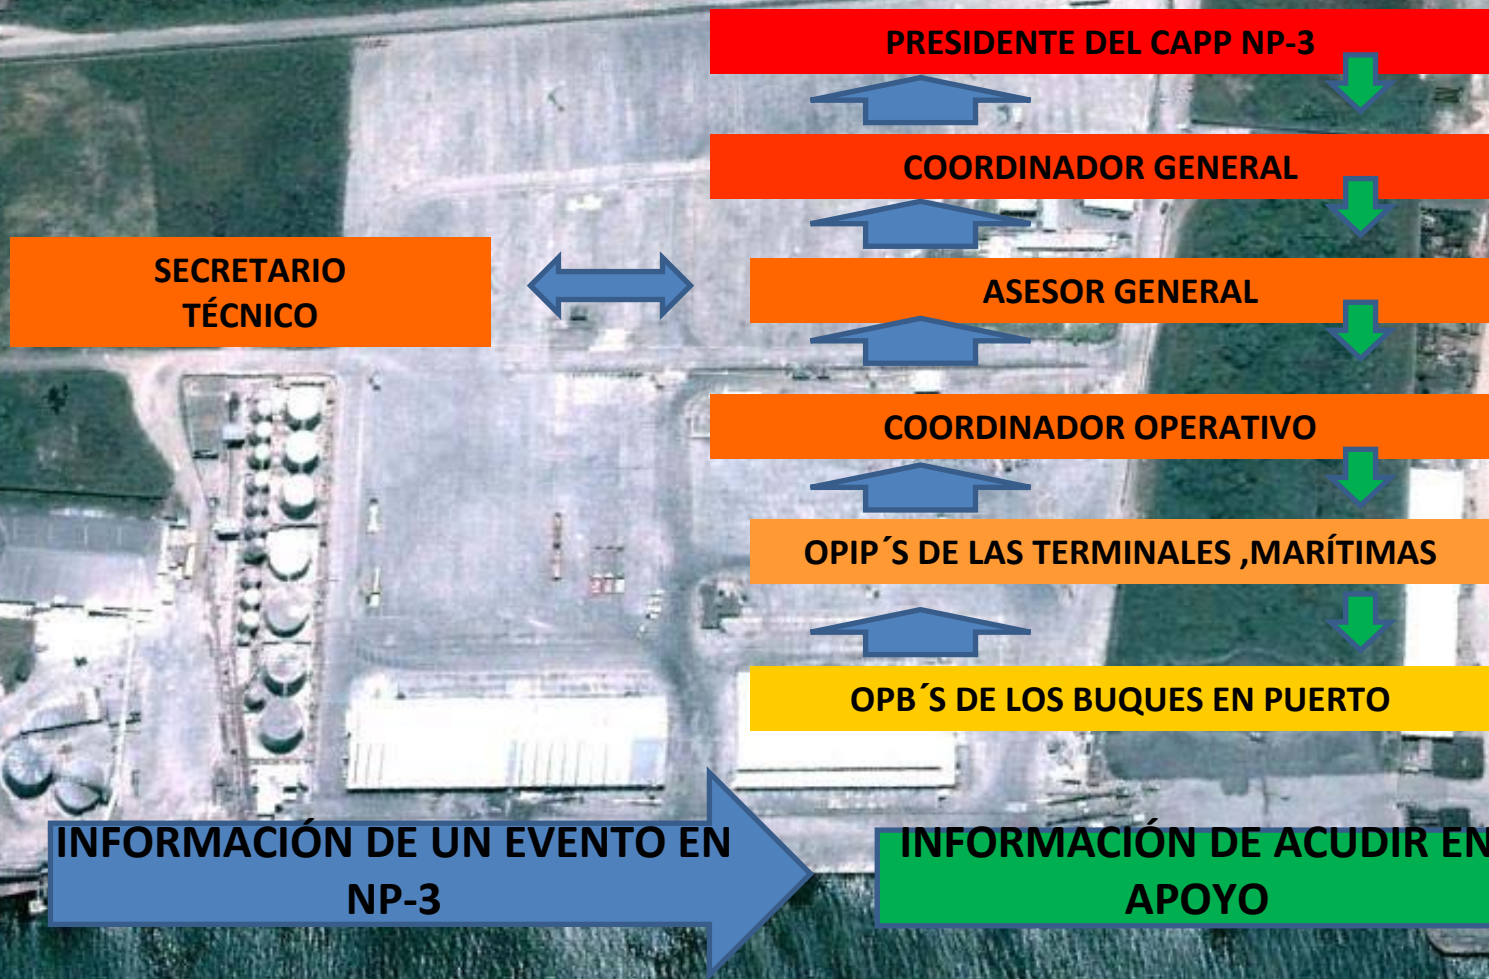 PRESIDENTE DEL CAPP NP-3
COORDINADOR GENERAL
SECRETARIO
TÉCNICO
ASESOR GENERAL
COORDINADOR OPERATIVO
OPIP´S DE LAS TERMINALES ,MARÍTIMAS
OPB´S DE LOS BUQUES EN PUERTO
INFORMACIÓN DE UN EVENTO EN
NP-3
INFORMACIÓN DE ACUDIR EN
APOYO